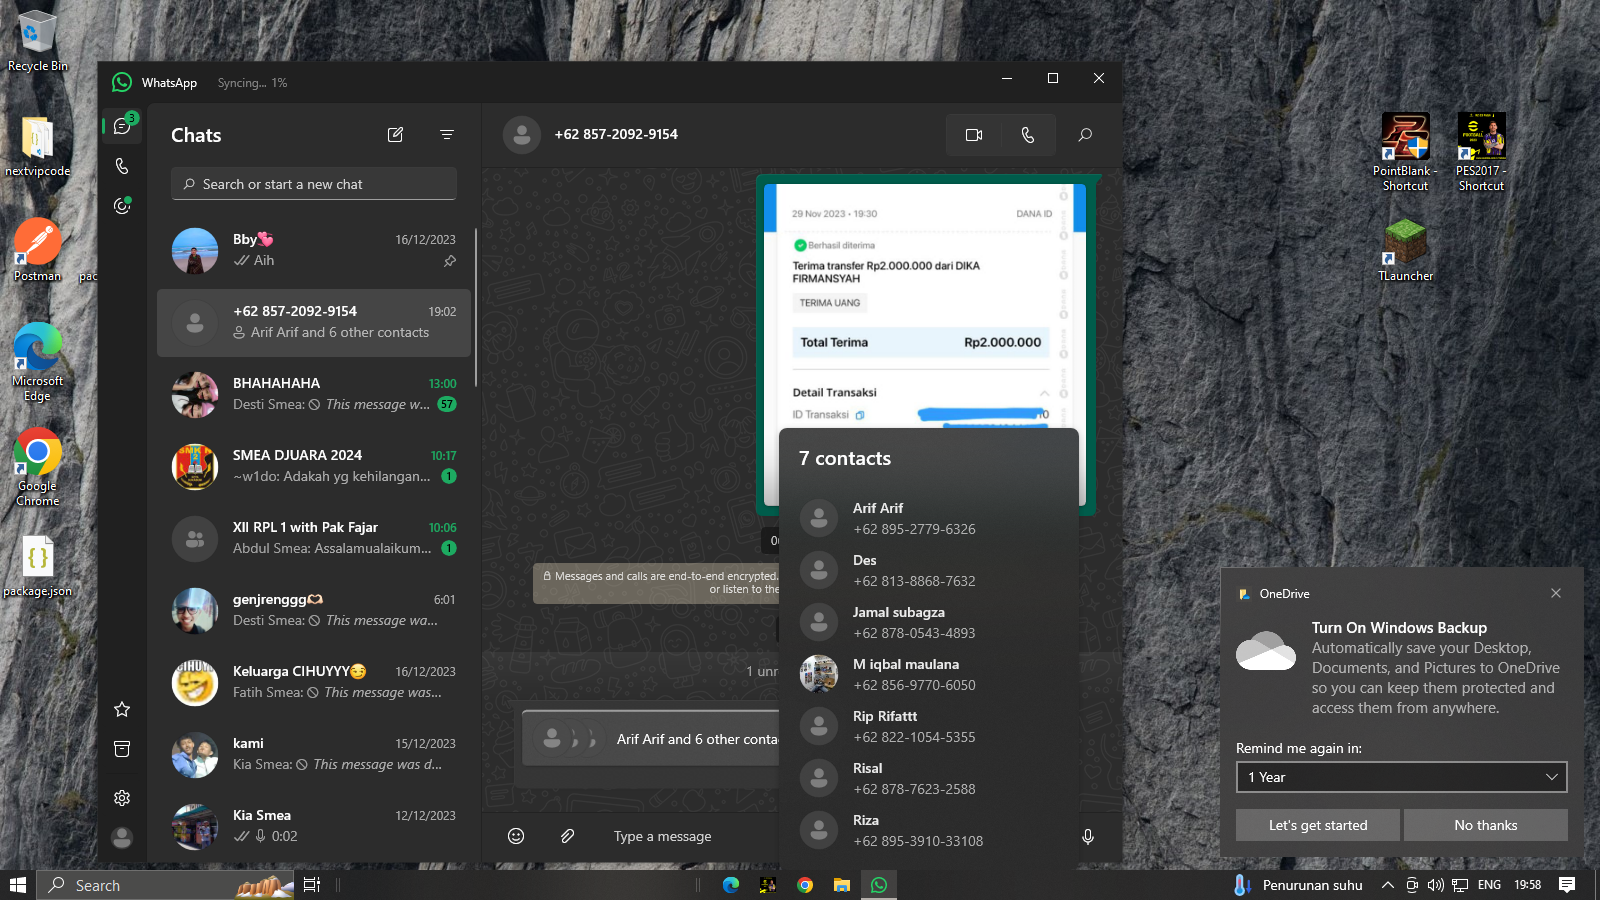 Recycle Bin
nextvipcode
Postman
pac
Microsoft
Edge
Google
Chrome
package.json
WhatsApp
Syncing... 1%
3
Chats
Search or start a new chat
Bby💞
16/12/2023
Aih
+62 857-2092-9154
19:02
Arif Arif and 6 other contacts
BHAHAHAHA
13:00
Desti Smea: This message w...
57
SMEA DJUARA 2024
10:17
~w1do: Adakah yg kehilangan...
1
XII RPL 1 with Pak Fajar
10:06
Abdul Smea: Assalamualaikum...
1
genjrenggg🫶🏻
6:01
Desti Smea: This message wa...
Keluarga CIHUYYY😏
16/12/2023
Fatih Smea: This message was...
kami
15/12/2023
Kia Smea: This message was d...
Kia Smea
12/12/2023
0:02
+62 857-2092-9154
29 Nov 2023 • 19:30
DANA ID
Berhasil diterima
Terima transfer Rp2.000.000 dari DIKA
FIRMANSYAH
TERIMA UANG
Total Terima
Rp2.000.000
Detail Transaksi
ID Transaksi
10
Messages and calls are end-to-end encrypted.
or listen to the
1 unr
Arif Arif and 6 other conta
Type a message
7 contacts
Arif Arif
+62 895-2779-6326
Des
+62 813-8868-7632
Jamal subagza
+62 878-0543-4893
M iqbal maulana
+62 856-9770-6050
Rip Rifattt
+62 822-1054-5355
Risal
+62 878-7623-2588
Riza
+62 895-3910-33108
PointBlank -
Shortcut
PES2017 -
Shortcut
TLauncher
OneDrive
Turn On Windows Backup
Automatically save your Desktop,
Documents, and Pictures to OneDrive
so you can keep them protected and
access them from anywhere.
Remind me again in:
1 Year
Let's get started
No thanks
Search
Penurunan suhu
ENG
19:58